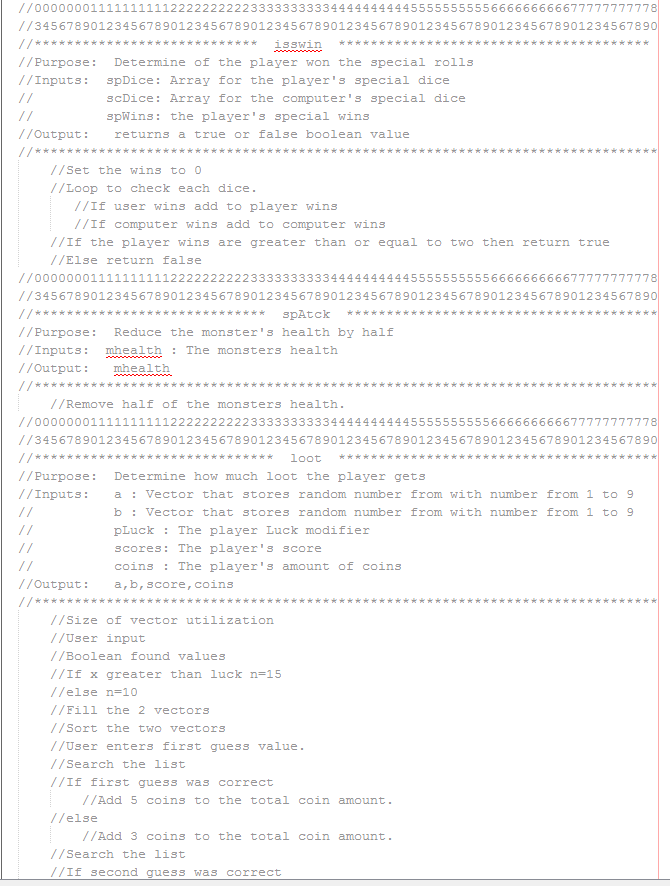 //000000011111111112222222222333333333344444444445555555555666666666677777777778
//345678901234567890123456789012345678901234567890123456789012345678901234567890
//**************************** isswin ***************************************
//Purpose: Determine of the player won the special rolls
//Inputs: spDice: Array for the player's special dice
// scDice: Array for the computer's special dice
// spWins: the player's special wins
//Output: returns a true or false boolean value
//******************************************************************************
//Set the wins to 0
//Loop to check each dice.
//If user wins add to player wins
//If computer wins add to computer wins
//If the player wins are greater than or equal to two then return true
//Else return false
//000000011111111112222222222333333333344444444445555555555666666666677777777778
//345678901234567890123456789012345678901234567890123456789012345678901234567890
//***************************** spAtck ***************************************
//Purpose: Reduce the monster's health by half
//Inputs: mhealth : The monsters health
//Output: mhealth
//******************************************************************************
//Remove half of the monsters health.
//000000011111111112222222222333333333344444444445555555555666666666677777777778
//345678901234567890123456789012345678901234567890123456789012345678901234567890
//****************************** loot ****************************************
//Purpose: Determine how much loot the player gets
//Inputs: a : Vector that stores random number from with number from 1 to 9
// b : Vector that stores random number from with number from 1 to 9
// pLuck : The player Luck modifier
// scores: The player's score
// coins : The player's amount of coins
//Output: a,b,score,coins
//******************************************************************************
//Size of vector utilization
//User input
//Boolean found values
//If x greater than luck n=15
//else n=10
//Fill the 2 vectors
//Sort the two vectors
//User enters first guess value.
//Search the list
//If first guess was correct
//Add 5 coins to the total coin amount.
//else
//Add 3 coins to the total coin amount.
//Search the list
//If second guess was correct